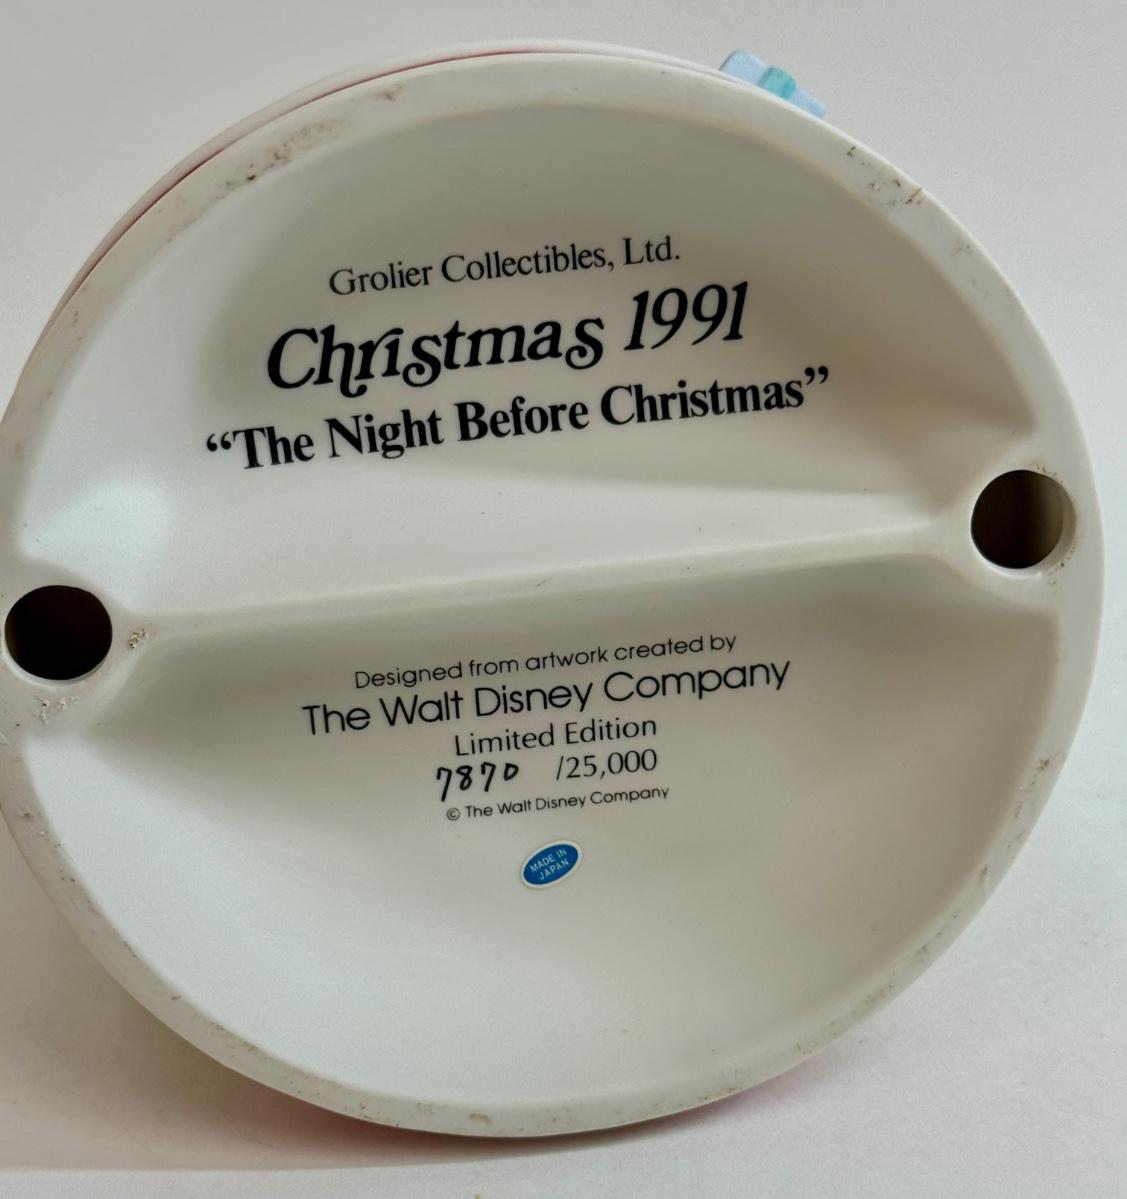 Grolier Collectibles, Ltd.
Christmas 1991
“The Night Before Christmas”
Designed from artwork created by
The Walt Disney Company
Limited Edition
7870 /25,000
© The Walt Disney Company
MADE IN
JAPAN